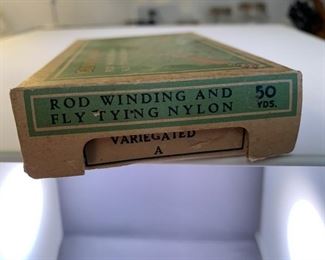 ROD WINDING AND
FLY TYING NYLON
50
YDS.
VARIEGATED
A